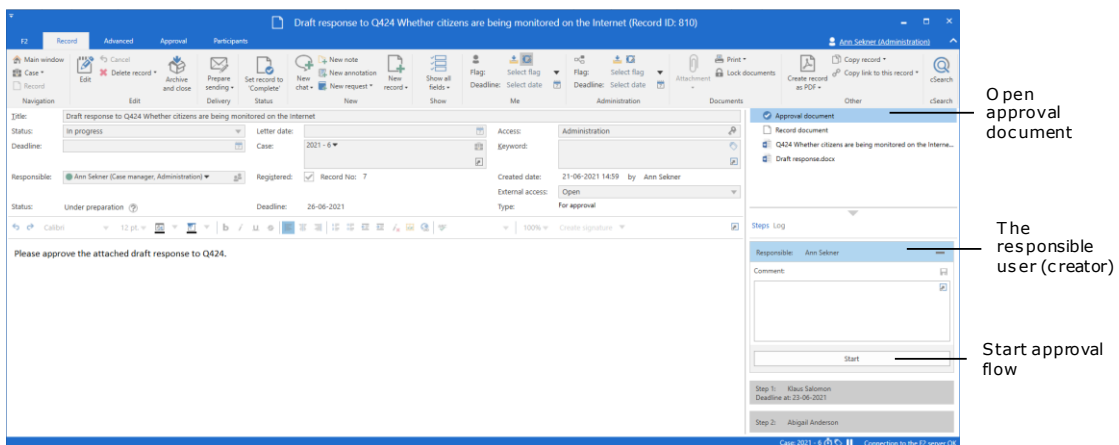 Draft response to Q424 Whether citizens are being monitored on the Internet (Record ID: 810)
F2 Record Advanced Approval Participants Ann Sekner (Administration)
Main window Cancel New note New annotation Print Copy record
Case Edit Delete record Archive and close Prepare sending Set record to 'Complete' New chat New request New record Show all fields Flag: Select flag Flag: Select flag Attachment Lock documents Create record as PDF Copy link to this record cSearch
Record Deadline: Select date Deadline: Select date
Navigation Edit Delivery Status New Show Me Administration Documents Other cSearch
Title: Draft response to Q424 Whether citizens are being monitored on the Internet
Status: In progress Letter date: Access: Administration
Deadline: Case: 2021 - 6 Keyword:
Responsible: Ann Sekner (Case manager, Administration) Registered: Record No: 7 Created date: 21-06-2021 14:59 by Ann Sekner
External access: Open
Status: Under preparation Deadline: 26-06-2021 Type: For approval
Calibri 12 pt. b i u 100% Create signature
Please approve the attached draft response to Q424.
Approval document
Record document
Q424 Whether citizens are being monitored on the Interne...
Draft response.docx
Steps Log
Responsible: Ann Sekner
Comment:
Start
Step 1: Klaus Salomon
Deadline at: 23-06-2021
Step 2: Abigail Anderson
Case: 2021 - 6 Connection to the F2 server OK
Open
approval
document
The
responsible
user (creator)
Start approval
flow